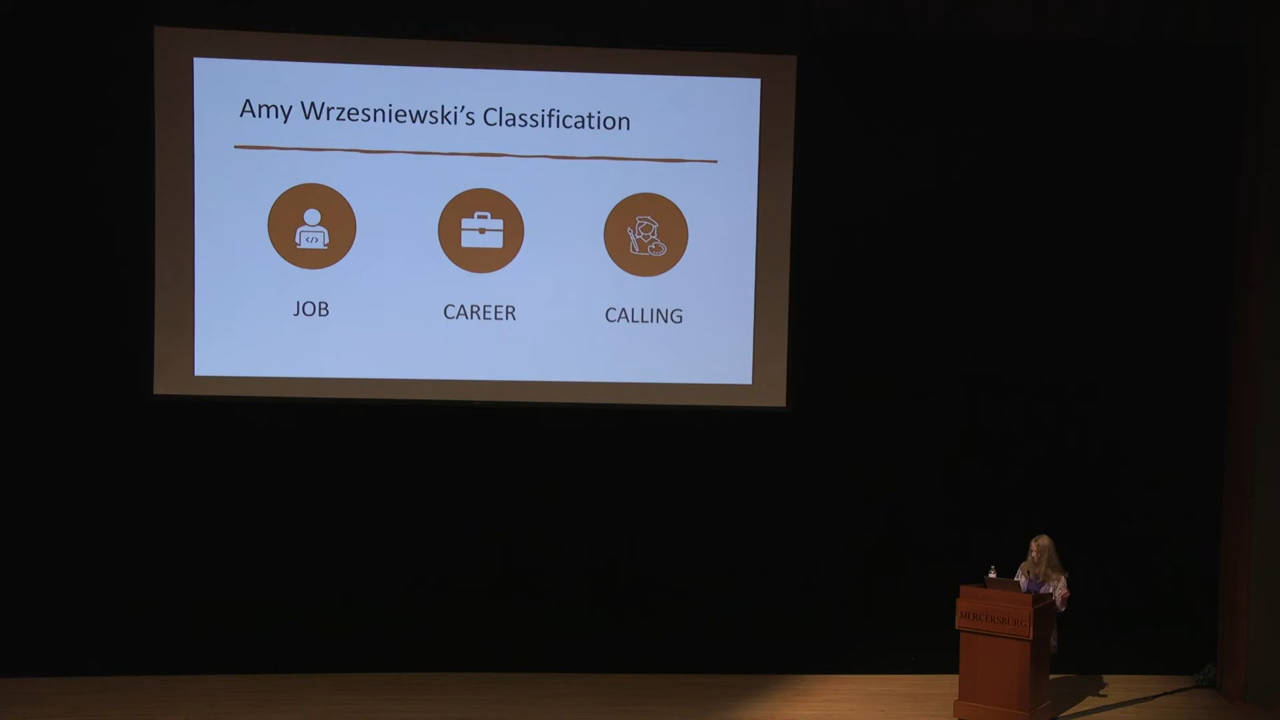 Amy Wrzesniewski's Classification
JOB
CAREER
CALLING
MERCERSBURG